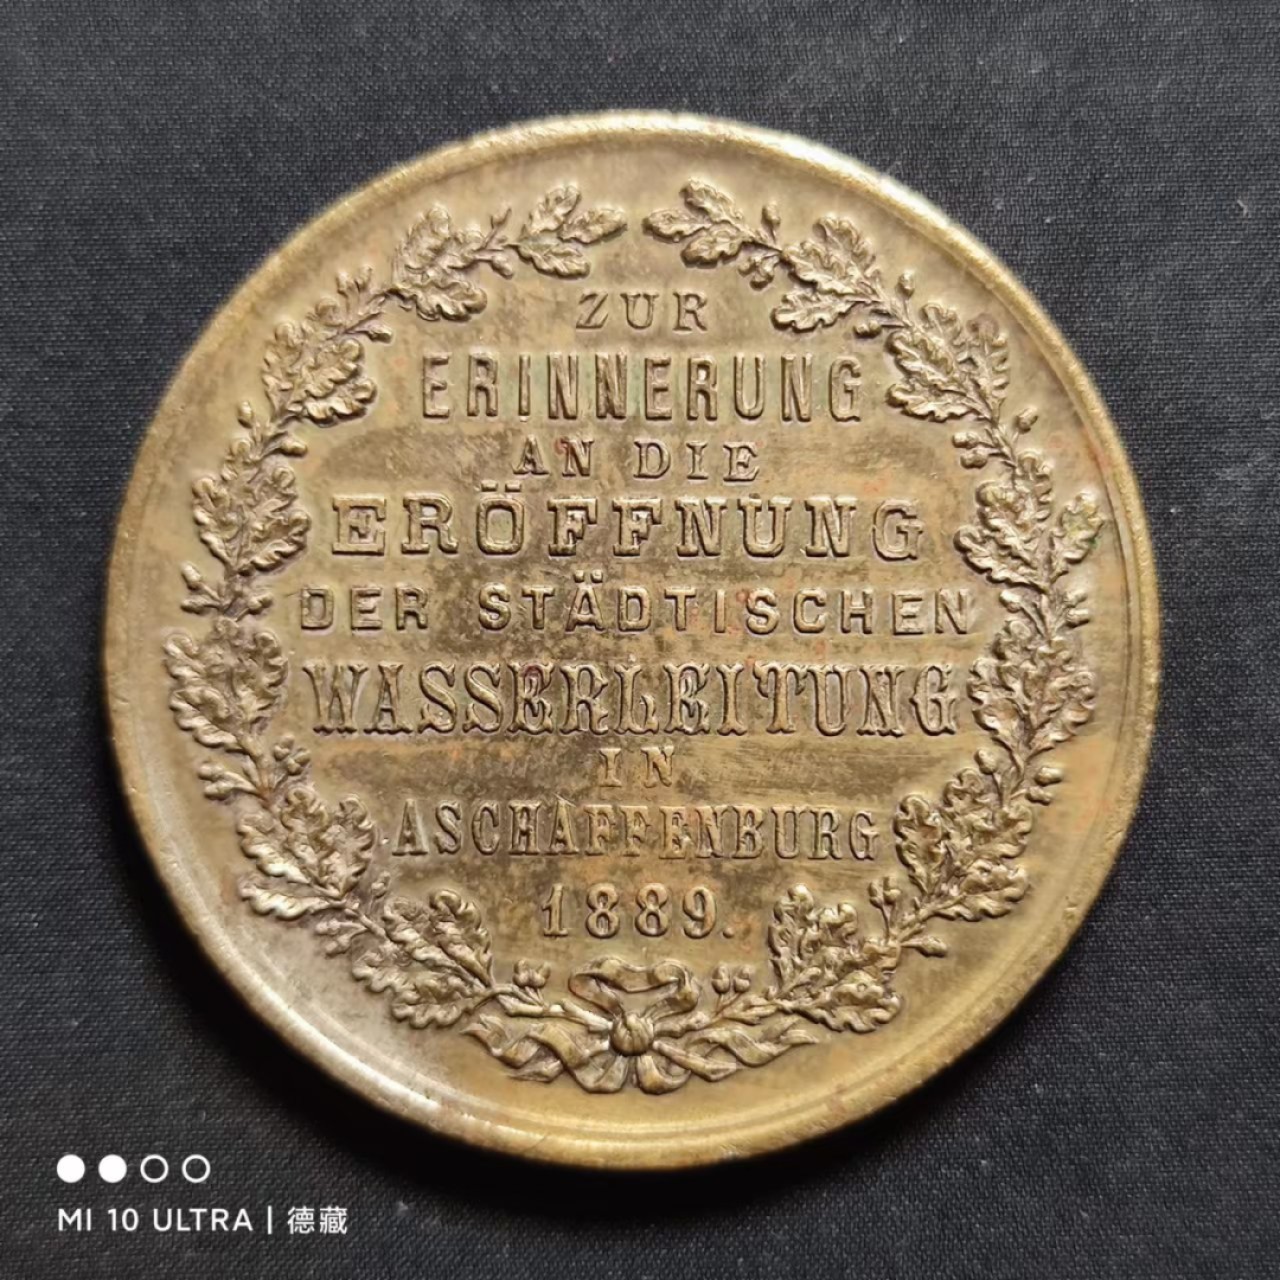 ZUR
ERINNERUNG
AN DIE
ERÖFFNUNG
DER STÄDTISCHEN
WASSERLEITUNG
IN
ASCHAFFENBURG
1889.
MI 10 ULTRA | 德藏